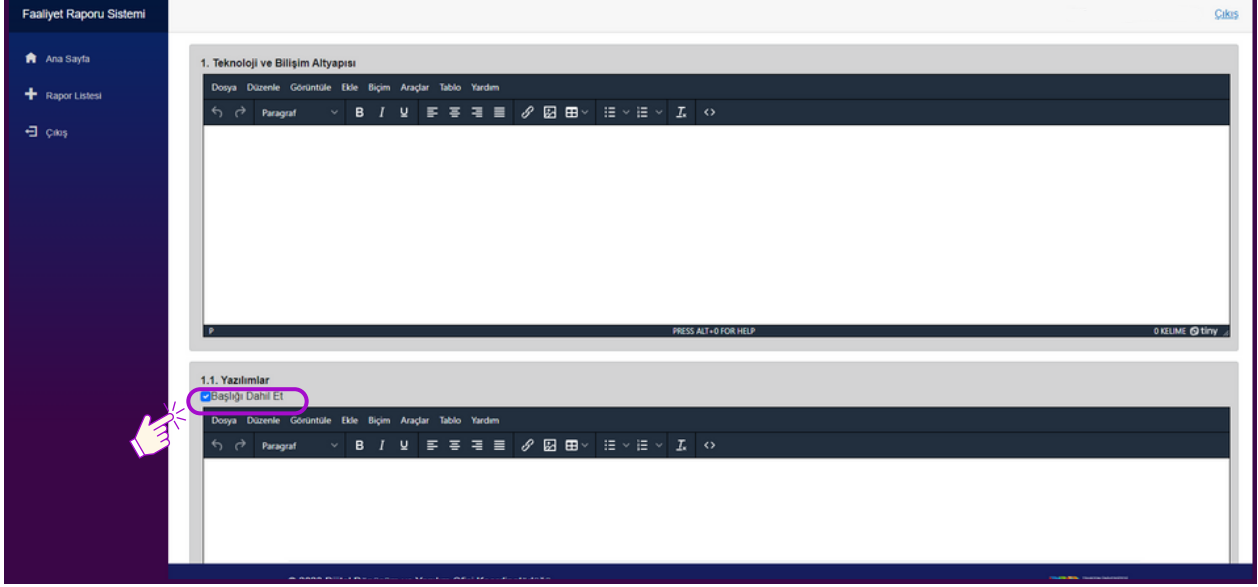 Faaliyet Raporu Sistemi
Çıkış
Ana Sayfa
Rapor Listesi
Çıkış
1. Teknoloji ve Bilişim Altyapısı
Dosya Düzenle Görüntüle Ekle Biçim Araçlar Tablo Yardım
Paragraf B I U
P PRESS ALT+0 FOR HELP 0 KELIME tiny
1.1. Yazılımlar
Başlığı Dahil Et
Dosya Düzenle Görüntüle Ekle Biçim Araçlar Tablo Yardım
Paragraf B I U